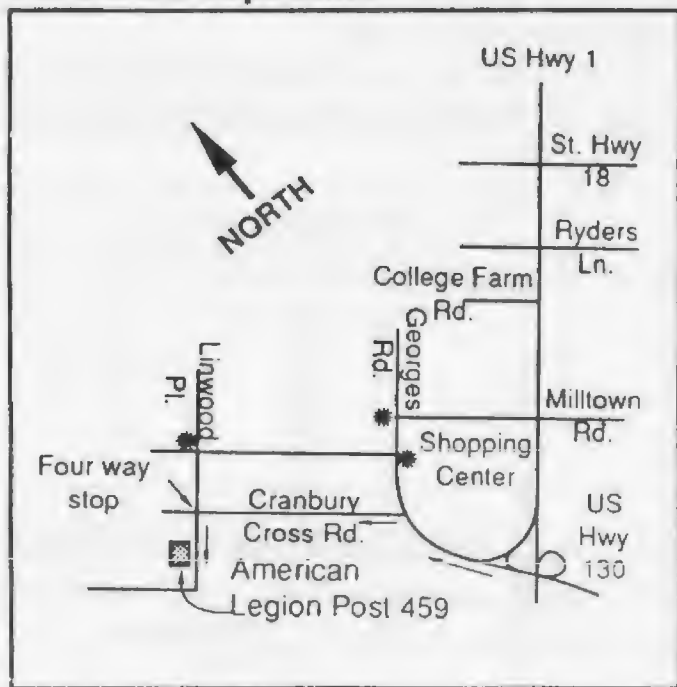 US Hwy 1
St. Hwy
18
NORTH
Ryders
Ln.
College Farm
Rd.
Georges
Rd.
Linwood
Pl.
Milltown
Rd.
Shopping
Center
Four way
stop
Cranbury
Cross Rd.
US
Hwy
130
American
Legion Post 459